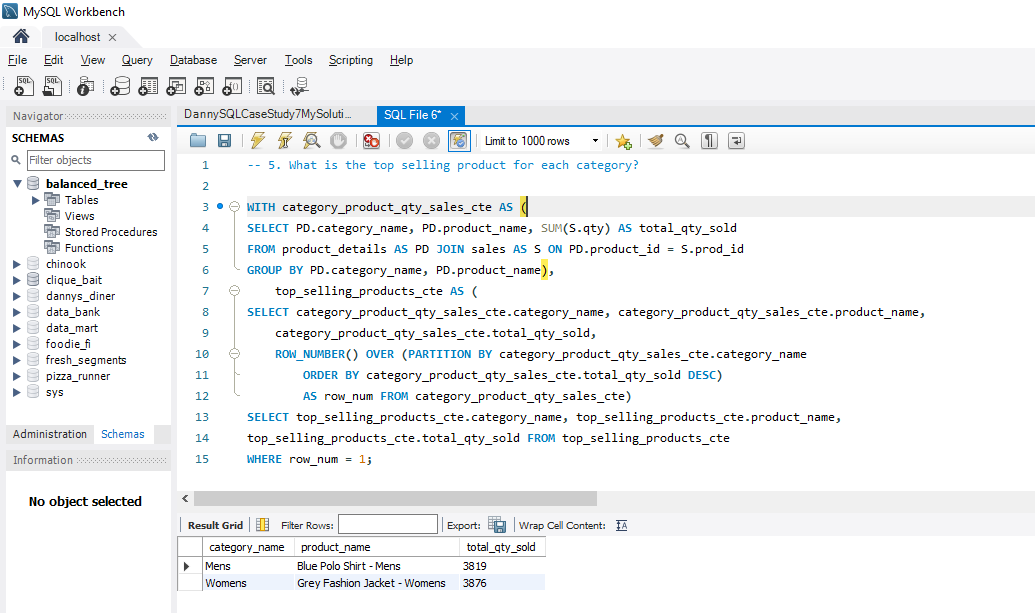 MySQL Workbench
localhost
File Edit View Query Database Server Tools Scripting Help
Navigator
SCHEMAS
Filter objects
balanced_tree
Tables
Views
Stored Procedures
Functions
chinook
clique_bait
dannys_diner
data_bank
data_mart
foodie_fi
fresh_segments
pizza_runner
sys
Administration Schemas
Information
No object selected
DannySQLCaseStudy7MySoluti... SQL File 6*
Limit to 1000 rows
1 -- 5. What is the top selling product for each category?
2
3 WITH category_product_qty_sales_cte AS (
4 SELECT PD.category_name, PD.product_name, SUM(S.qty) AS total_qty_sold
5 FROM product_details AS PD JOIN sales AS S ON PD.product_id = S.prod_id
6 GROUP BY PD.category_name, PD.product_name),
7 top_selling_products_cte AS (
8 SELECT category_product_qty_sales_cte.category_name, category_product_qty_sales_cte.product_name,
9 category_product_qty_sales_cte.total_qty_sold,
10 ROW_NUMBER() OVER (PARTITION BY category_product_qty_sales_cte.category_name
11 ORDER BY category_product_qty_sales_cte.total_qty_sold DESC)
12 AS row_num FROM category_product_qty_sales_cte)
13 SELECT top_selling_products_cte.category_name, top_selling_products_cte.product_name,
14 top_selling_products_cte.total_qty_sold FROM top_selling_products_cte
15 WHERE row_num = 1;
Result Grid Filter Rows: Export: Wrap Cell Content:
category_name product_name total_qty_sold
Mens Blue Polo Shirt - Mens 3819
Womens Grey Fashion Jacket - Womens 3876